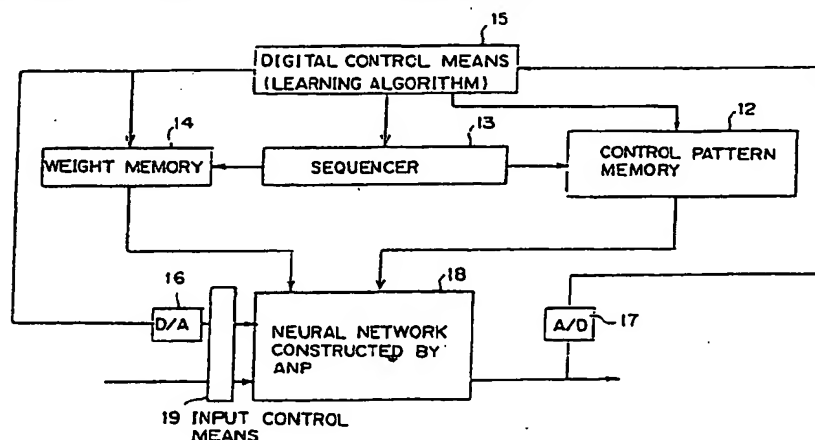 15
DIGITAL CONTROL MEANS
(LEARNING ALGORITHM)
14
13
12
WEIGHT MEMORY
SEQUENCER
CONTROL PATTERN
MEMORY
16
18
D/A
A/D
17
NEURAL NETWORK
CONSTRUCTED BY
ANP
19 INPUT CONTROL
MEANS